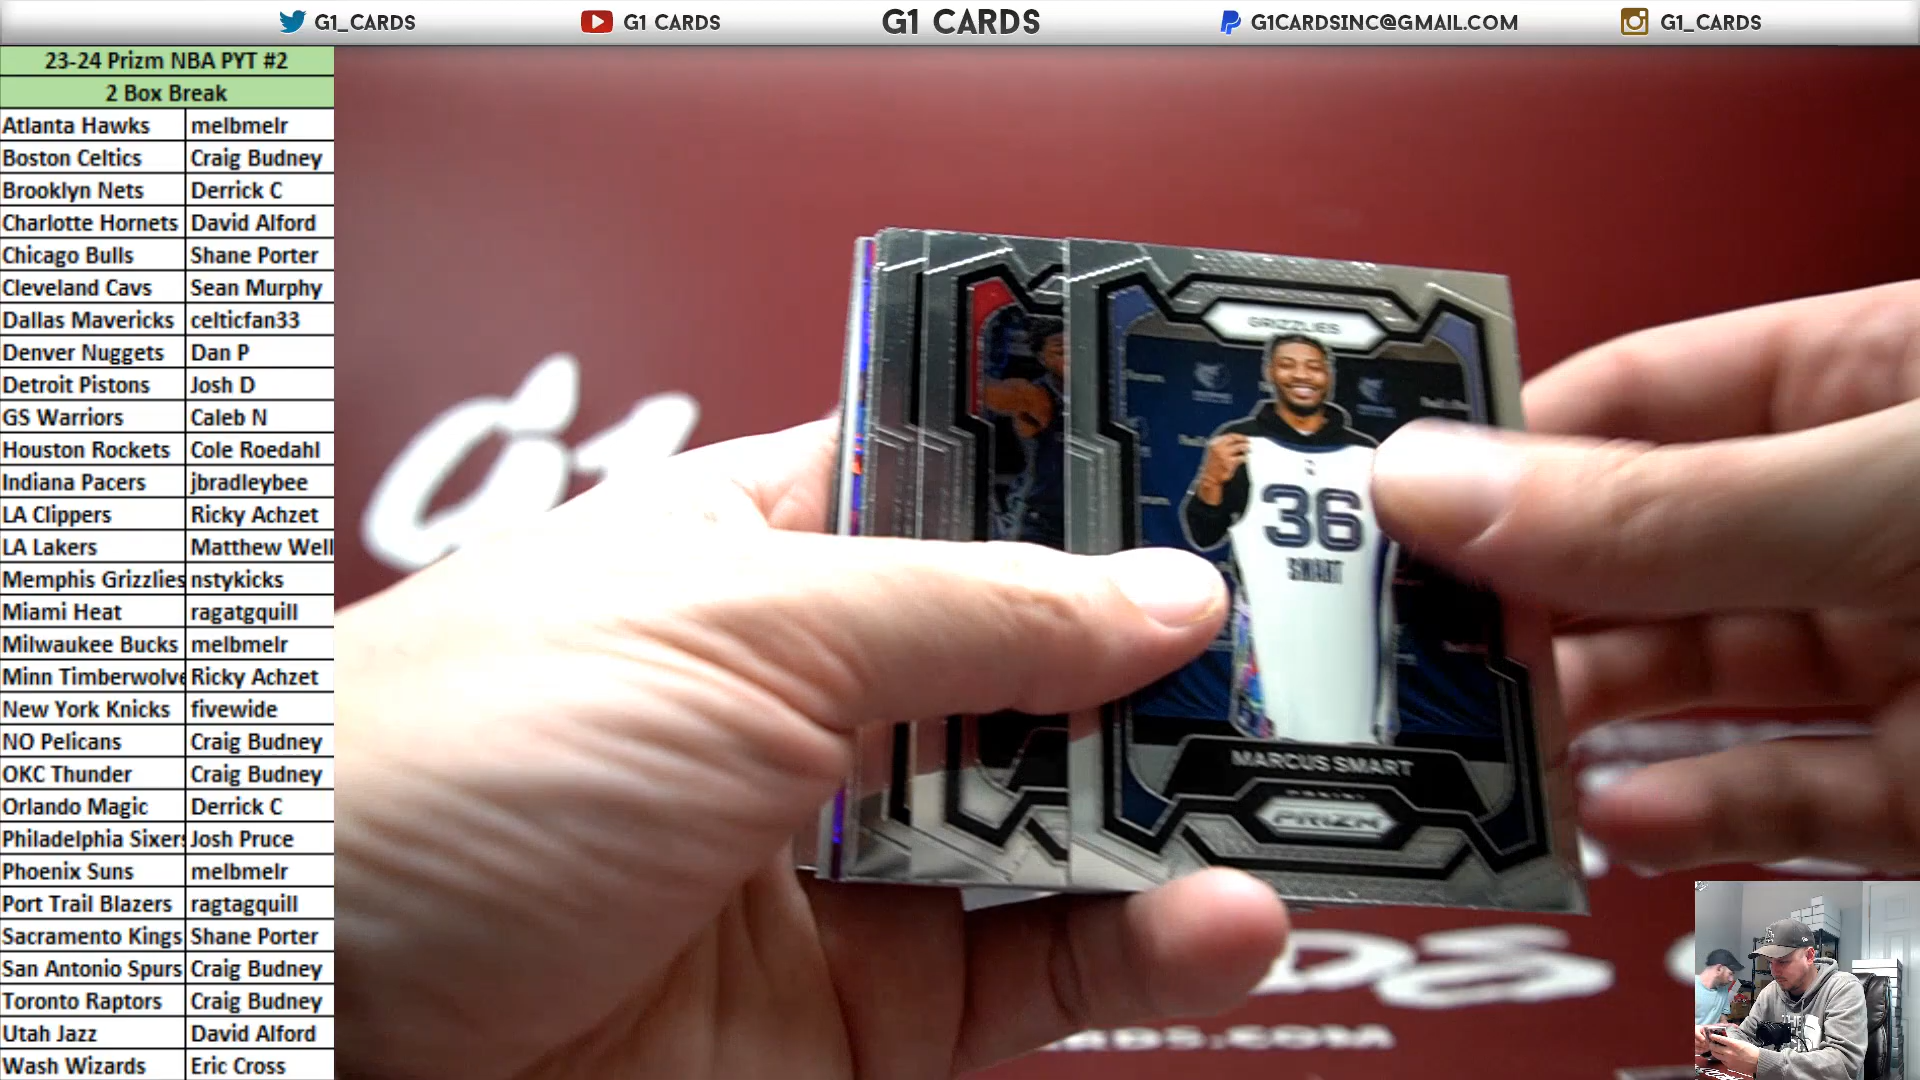 G1_CARDS
G1 CARDS
G1 CARDS
G1CARDSINC@GMAIL.COM
G1_CARDS
23-24 Prizm NBA PYT #2
2 Box Break
Atlanta Hawks melbmelr
Boston Celtics Craig Budney
Brooklyn Nets Derrick C
Charlotte Hornets David Alford
Chicago Bulls Shane Porter
Cleveland Cavs Sean Murphy
Dallas Mavericks celticfan33
Denver Nuggets Dan P
Detroit Pistons Josh D
GS Warriors Caleb N
Houston Rockets Cole Roedahl
Indiana Pacers jbradleybee
LA Clippers Ricky Achzet
LA Lakers Matthew Well
Memphis Grizzlies nstykicks
Miami Heat ragatgquill
Milwaukee Bucks melbmelr
Minn Timberwolve Ricky Achzet
New York Knicks fivewide
NO Pelicans Craig Budney
OKC Thunder Craig Budney
Orlando Magic Derrick C
Philadelphia Sixers Josh Pruce
Phoenix Suns melbmelr
Port Trail Blazers ragtagquill
Sacramento Kings Shane Porter
San Antonio Spurs Craig Budney
Toronto Raptors Craig Budney
Utah Jazz David Alford
Wash Wizards Eric Cross
GRIZZLIES
36
SMART
MARCUS SMART
PANINI
PRIZM